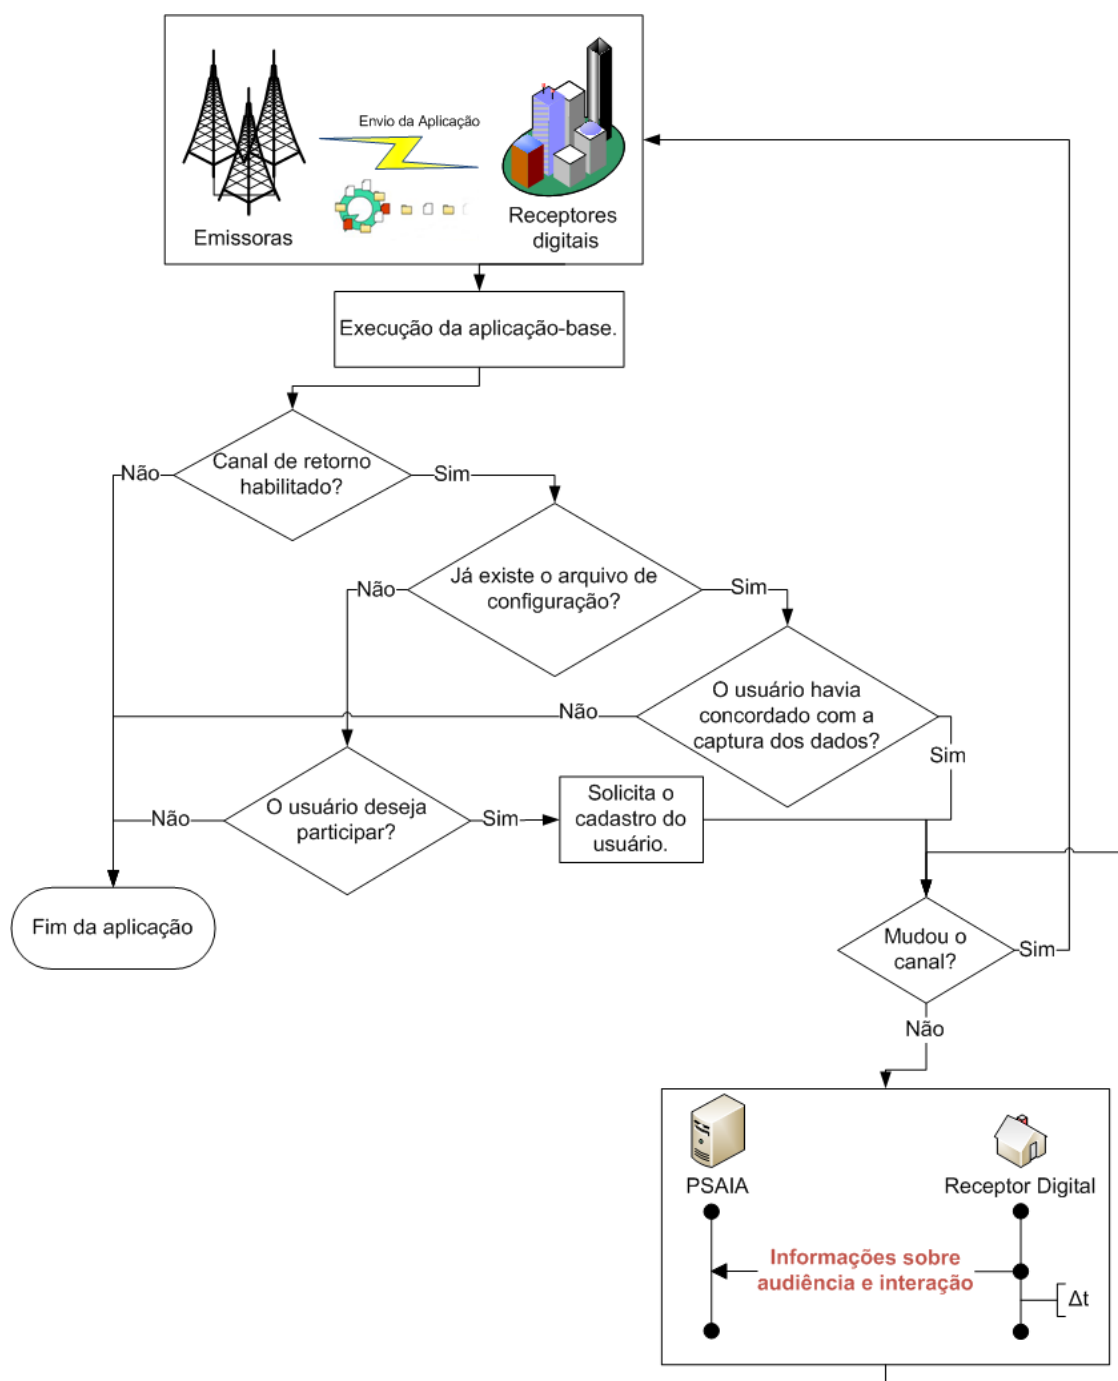 Envio da Aplicação
Emissoras
Receptores
digitais
Execução da aplicação-base.
Canal de retorno
habilitado?
Não
Sim
Já existe o arquivo de
configuração?
Não
Sim
O usuário havia
concordado com a
captura dos dados?
Não
Sim
O usuário deseja
participar?
Não
Sim
Solicita o
cadastro do
usuário.
Fim da aplicação
Mudou o
canal?
Sim
Não
PSAIA
Receptor Digital
Informações sobre
audiência e interação
Δt